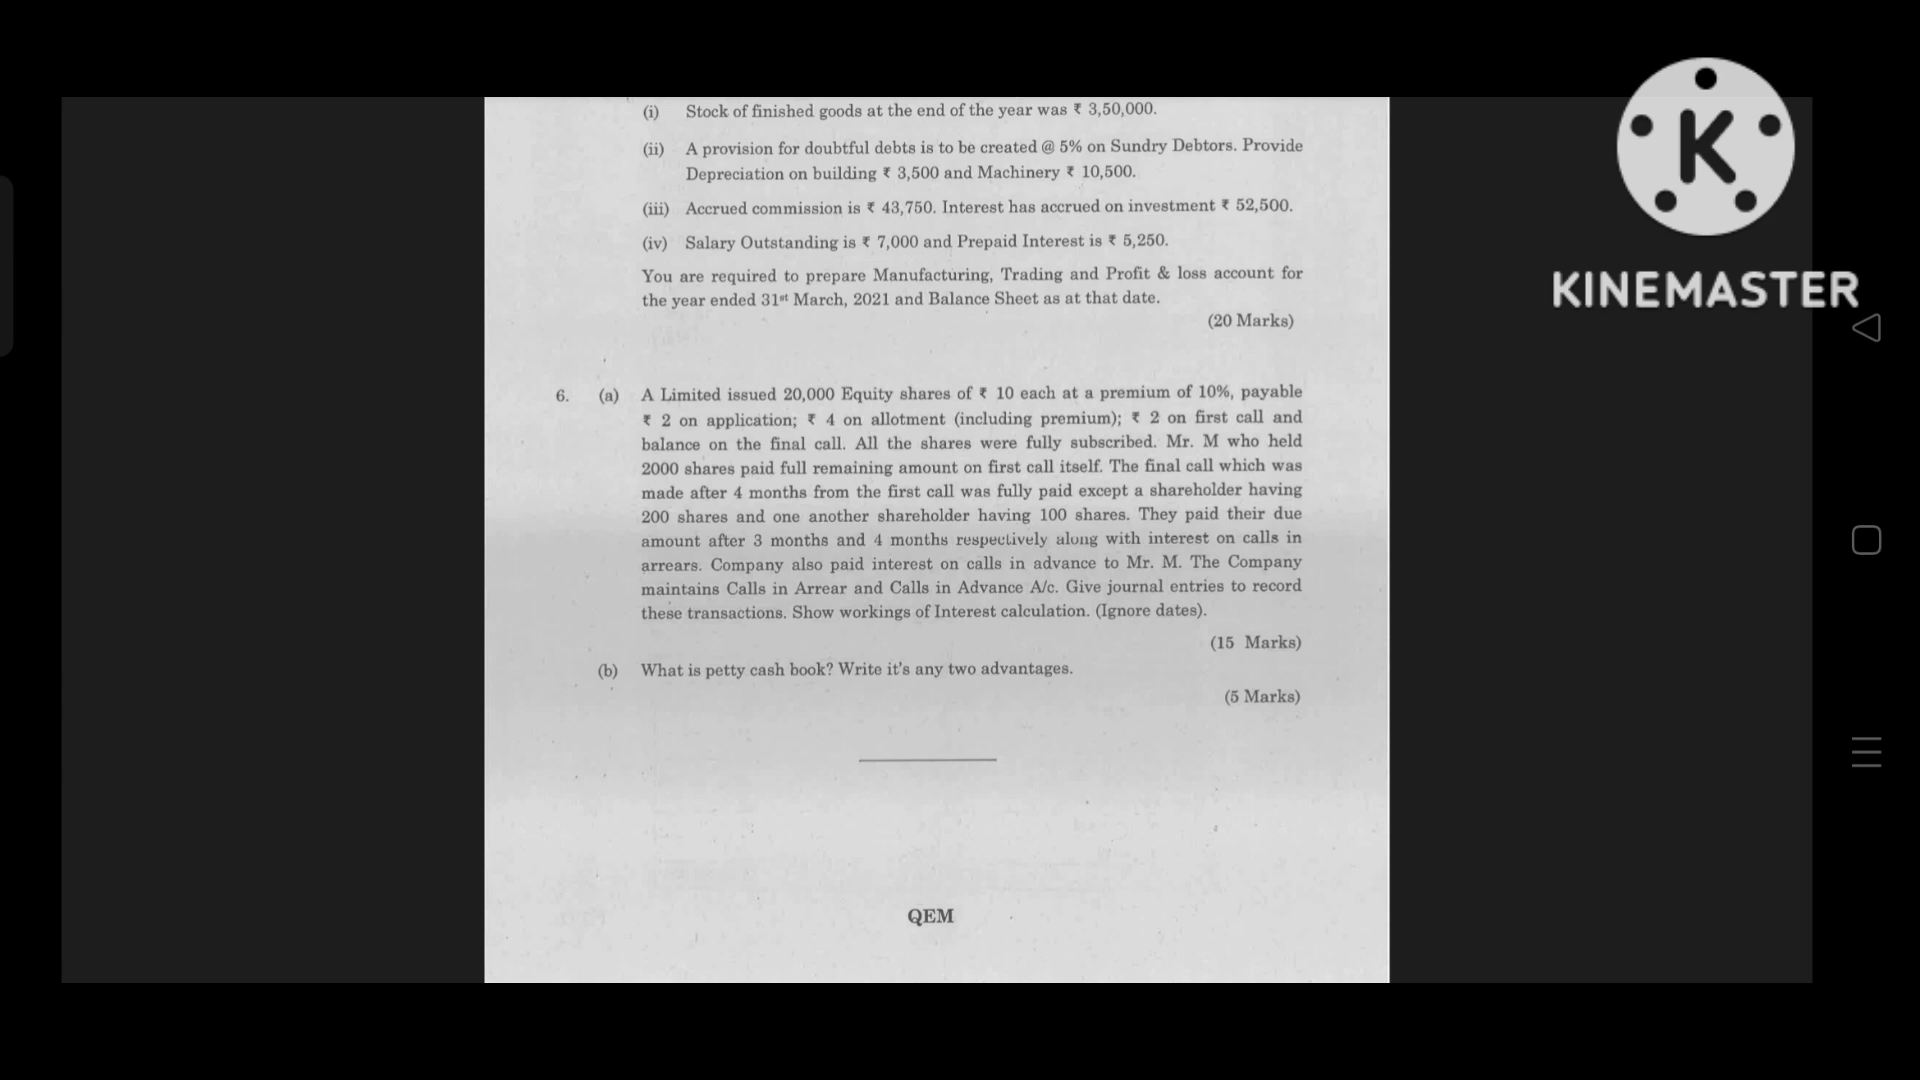 (i) Stock of finished goods at the end of the year was ₹ 3,50,000.
(ii) A provision for doubtful debts is to be created @ 5% on Sundry Debtors. Provide
Depreciation on building ₹ 3,500 and Machinery ₹ 10,500.
(iii) Accrued commission is ₹ 43,750. Interest has accrued on investment ₹ 52,500.
(iv) Salary Outstanding is ₹ 7,000 and Prepaid Interest is ₹ 5,250.
You are required to prepare Manufacturing, Trading and Profit & loss account for
the year ended 31st March, 2021 and Balance Sheet as at that date.
(20 Marks)
6. (a) A Limited issued 20,000 Equity shares of ₹ 10 each at a premium of 10%, payable
₹ 2 on application; ₹ 4 on allotment (including premium); ₹ 2 on first call and
balance on the final call. All the shares were fully subscribed. Mr. M who held
2000 shares paid full remaining amount on first call itself. The final call which was
made after 4 months from the first call was fully paid except a shareholder having
200 shares and one another shareholder having 100 shares. They paid their due
amount after 3 months and 4 months respectively along with interest on calls in
arrears. Company also paid interest on calls in advance to Mr. M. The Company
maintains Calls in Arrear and Calls in Advance A/c. Give journal entries to record
these transactions. Show workings of Interest calculation. (Ignore dates).
(15 Marks)
(b) What is petty cash book? Write it's any two advantages.
(5 Marks)
QEM
K
KINEMASTER